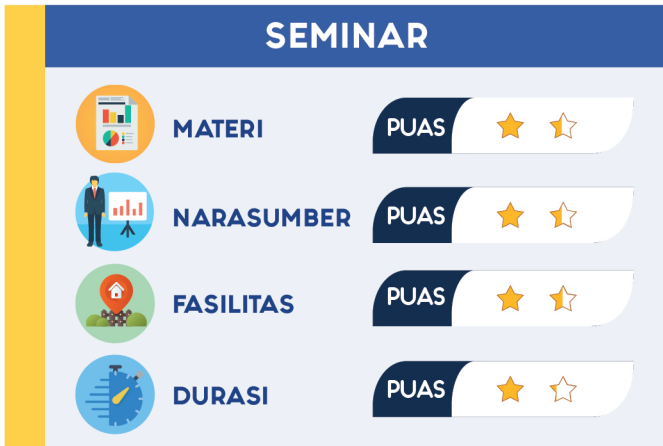 SEMINAR
MATERI PUAS
NARASUMBER PUAS
FASILITAS PUAS
DURASI PUAS